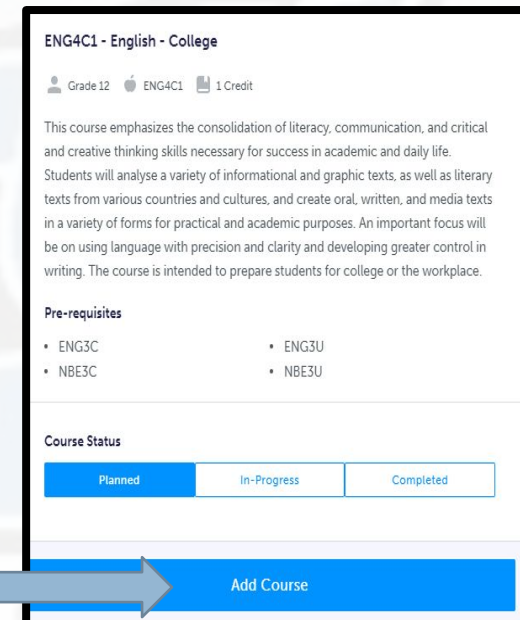 ENG4C1 - English - College
Grade 12 ENG4C1 1 Credit
This course emphasizes the consolidation of literacy, communication, and critical
and creative thinking skills necessary for success in academic and daily life.
Students will analyse a variety of informational and graphic texts, as well as literary
texts from various countries and cultures, and create oral, written, and media texts
in a variety of forms for practical and academic purposes. An important focus will
be on using language with precision and clarity and developing greater control in
writing. The course is intended to prepare students for college or the workplace.
Pre-requisites
• ENG3C • ENG3U
• NBE3C • NBE3U
Course Status
Planned In-Progress Completed
Add Course